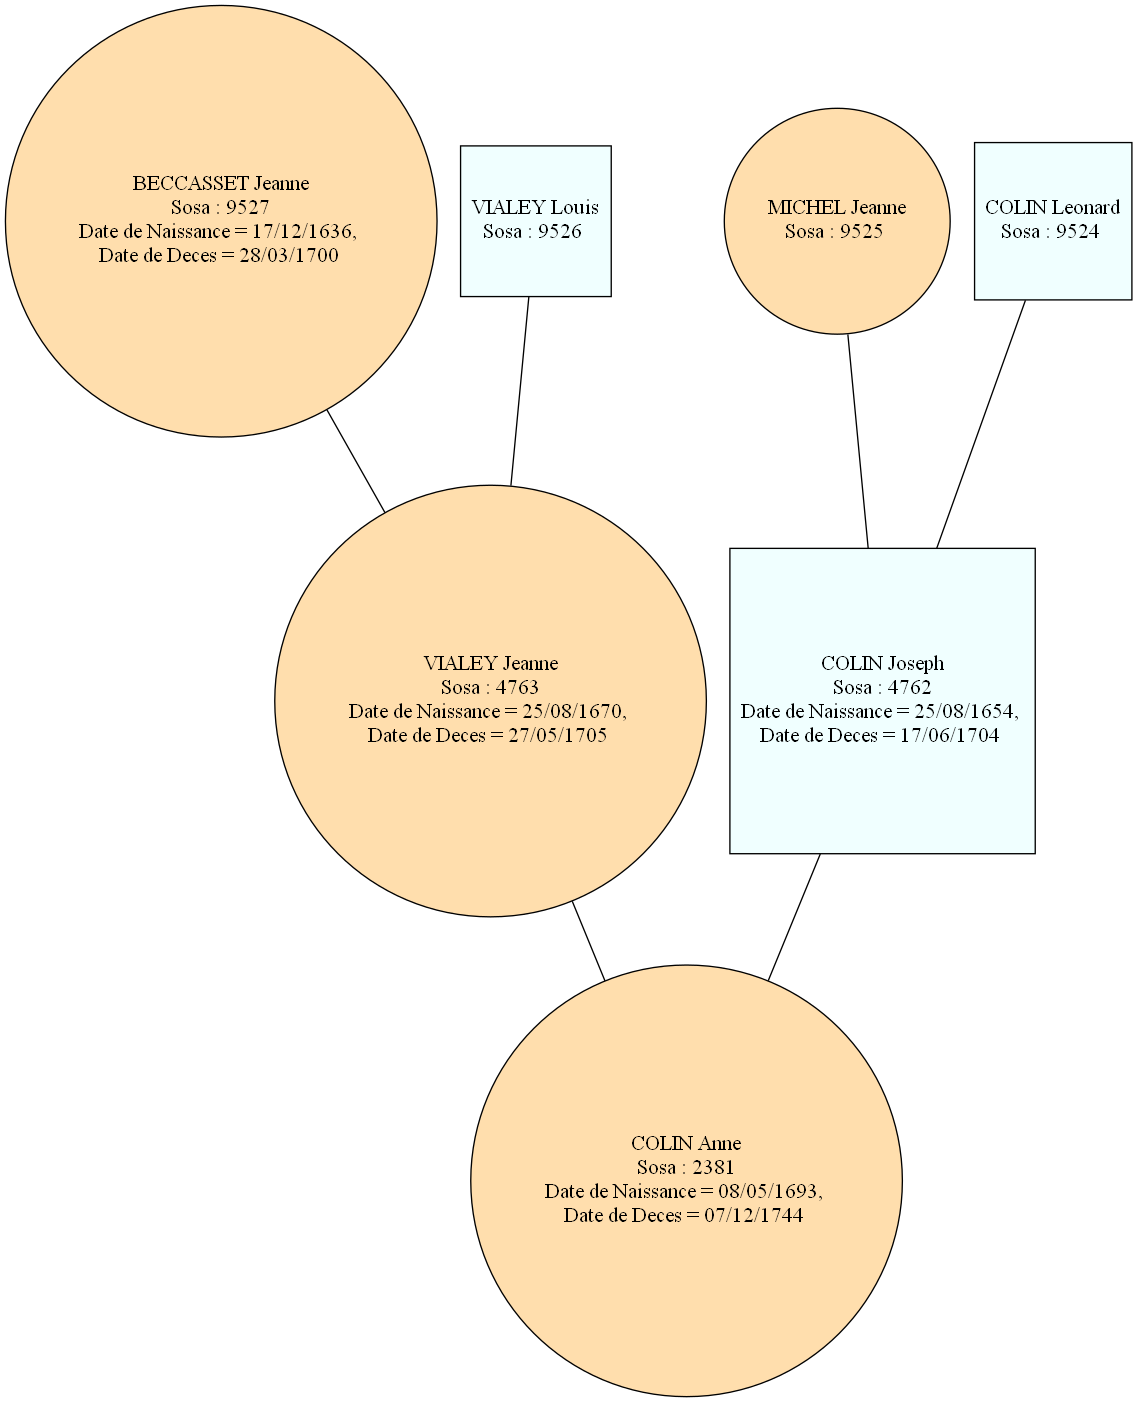 BECCASSET Jeanne
Sosa : 9527
Date de Naissance = 17/12/1636,
Date de Deces = 28/03/1700
VIALEY Louis
Sosa : 9526
MICHEL Jeanne
Sosa : 9525
COLIN Leonard
Sosa : 9524
VIALEY Jeanne
Sosa : 4763
Date de Naissance = 25/08/1670,
Date de Deces = 27/05/1705
COLIN Joseph
Sosa : 4762
Date de Naissance = 25/08/1654,
Date de Deces = 17/06/1704
COLIN Anne
Sosa : 2381
Date de Naissance = 08/05/1693,
Date de Deces = 07/12/1744